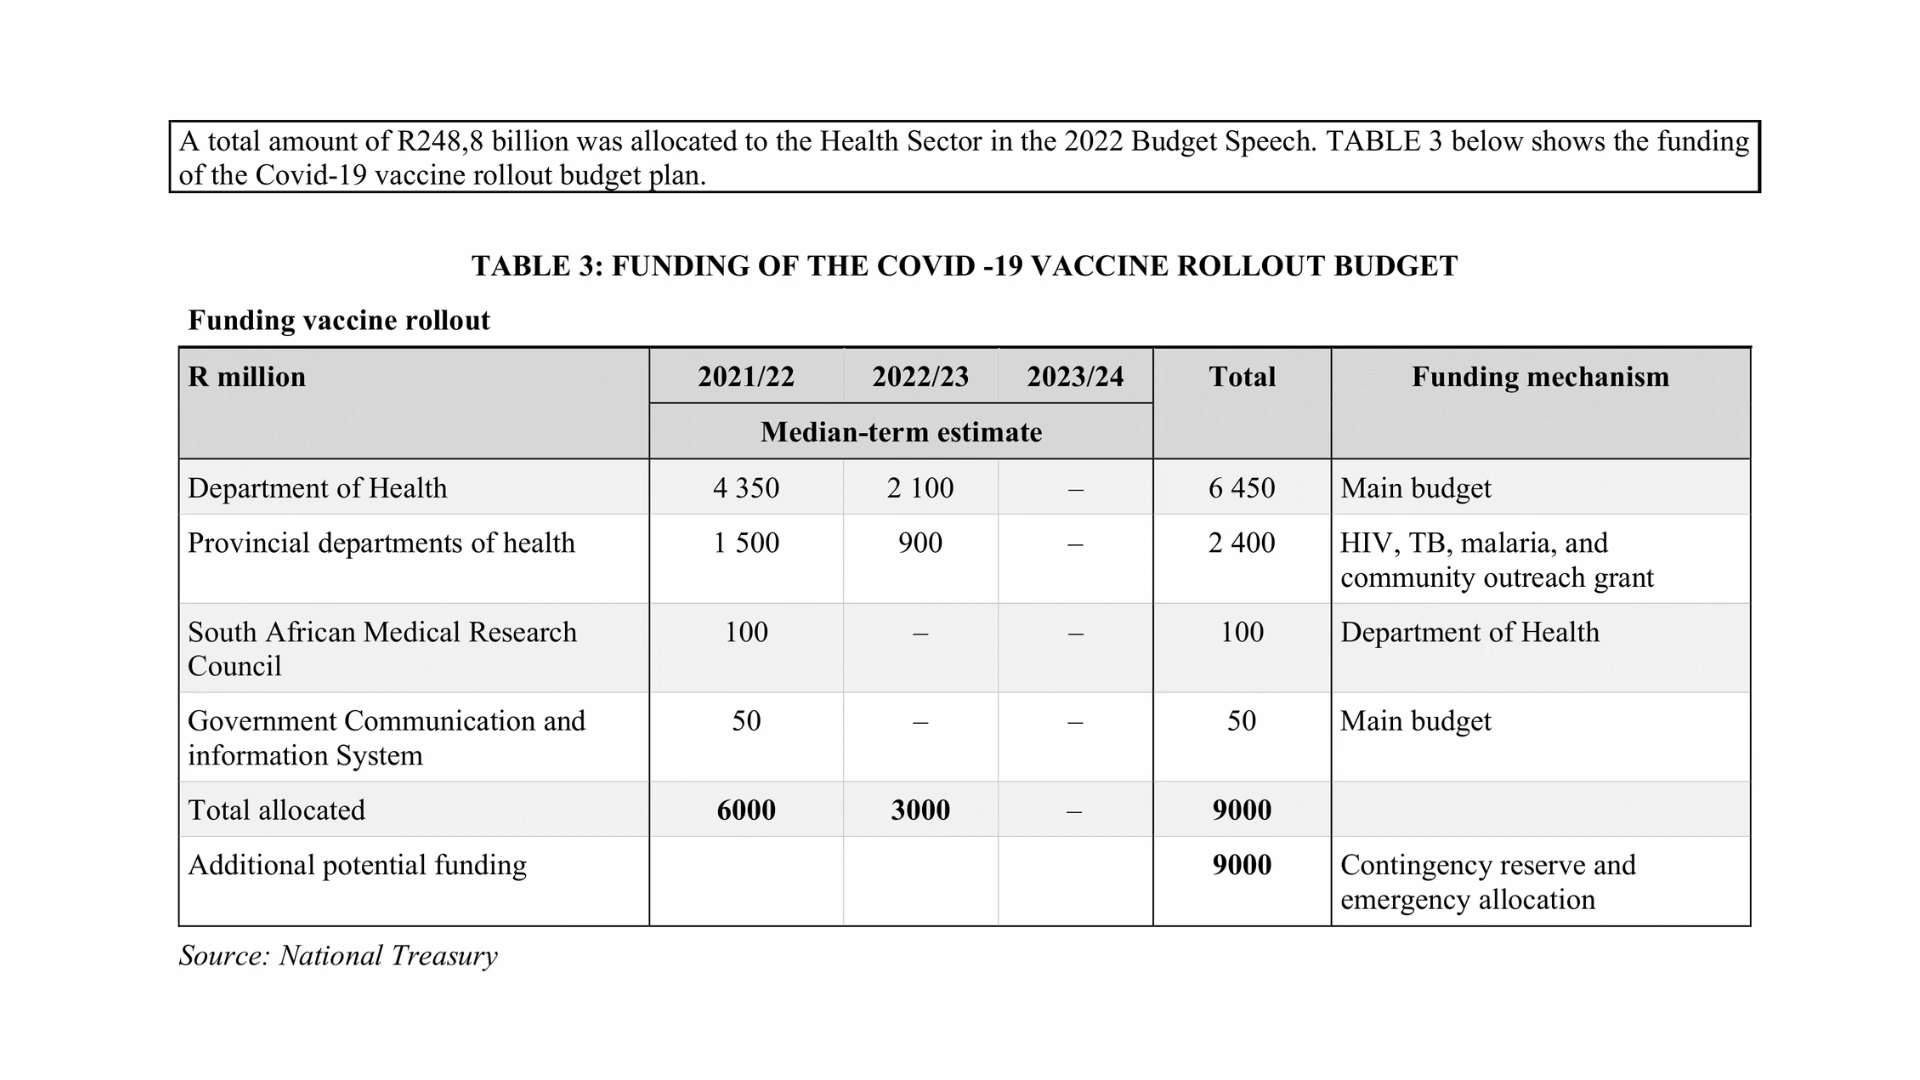 A total amount of R248,8 billion was allocated to the Health Sector in the 2022 Budget Speech. TABLE 3 below shows the funding
of the Covid-19 vaccine rollout budget plan.
TABLE 3: FUNDING OF THE COVID -19 VACCINE ROLLOUT BUDGET
Funding vaccine rollout
R million 2021/22 2022/23 2023/24 Total Funding mechanism
Median-term estimate
Department of Health 4 350 2 100 – 6 450 Main budget
Provincial departments of health 1 500 900 – 2 400 HIV, TB, malaria, and
community outreach grant
South African Medical Research 100 – – 100 Department of Health
Council
Government Communication and 50 – – 50 Main budget
information System
Total allocated 6000 3000 – 9000
Additional potential funding 9000 Contingency reserve and
emergency allocation
Source: National Treasury